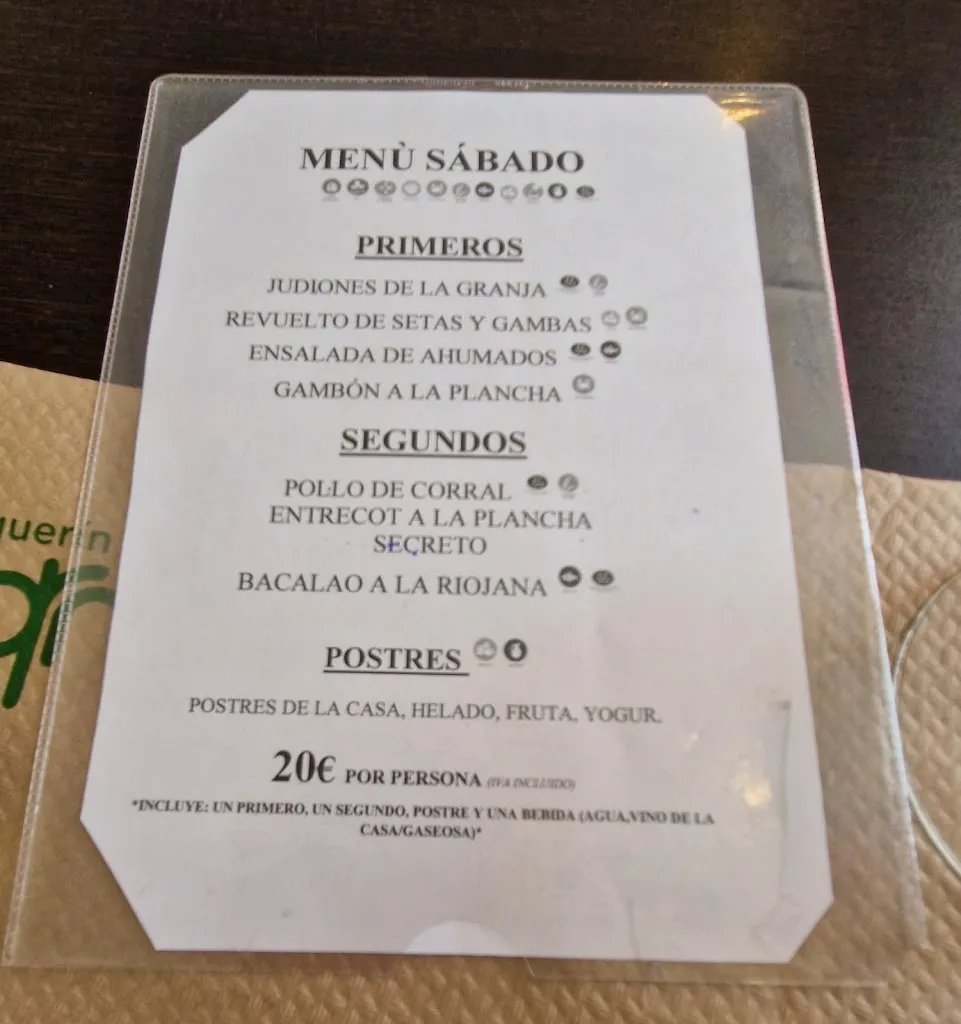 MENÙ SÁBADO
PRIMEROS
JUDIONES DE LA GRANJA
REVUELTO DE SETAS Y GAMBAS
ENSALADA DE AHUMADOS
GAMBÓN A LA PLANCHA
SEGUNDOS
POLLO DE CORRAL
ENTRECOT A LA PLANCHA
SECRETO
BACALAO A LA RIOJANA
POSTRES
POSTRES DE LA CASA, HELADO, FRUTA, YOGUR.
20€ POR PERSONA (IVA INCLUIDO)
*INCLUYE: UN PRIMERO, UN SEGUNDO, POSTRE Y UNA BEBIDA (AGUA,VINO DE LA
CASA/GASEOSA)*